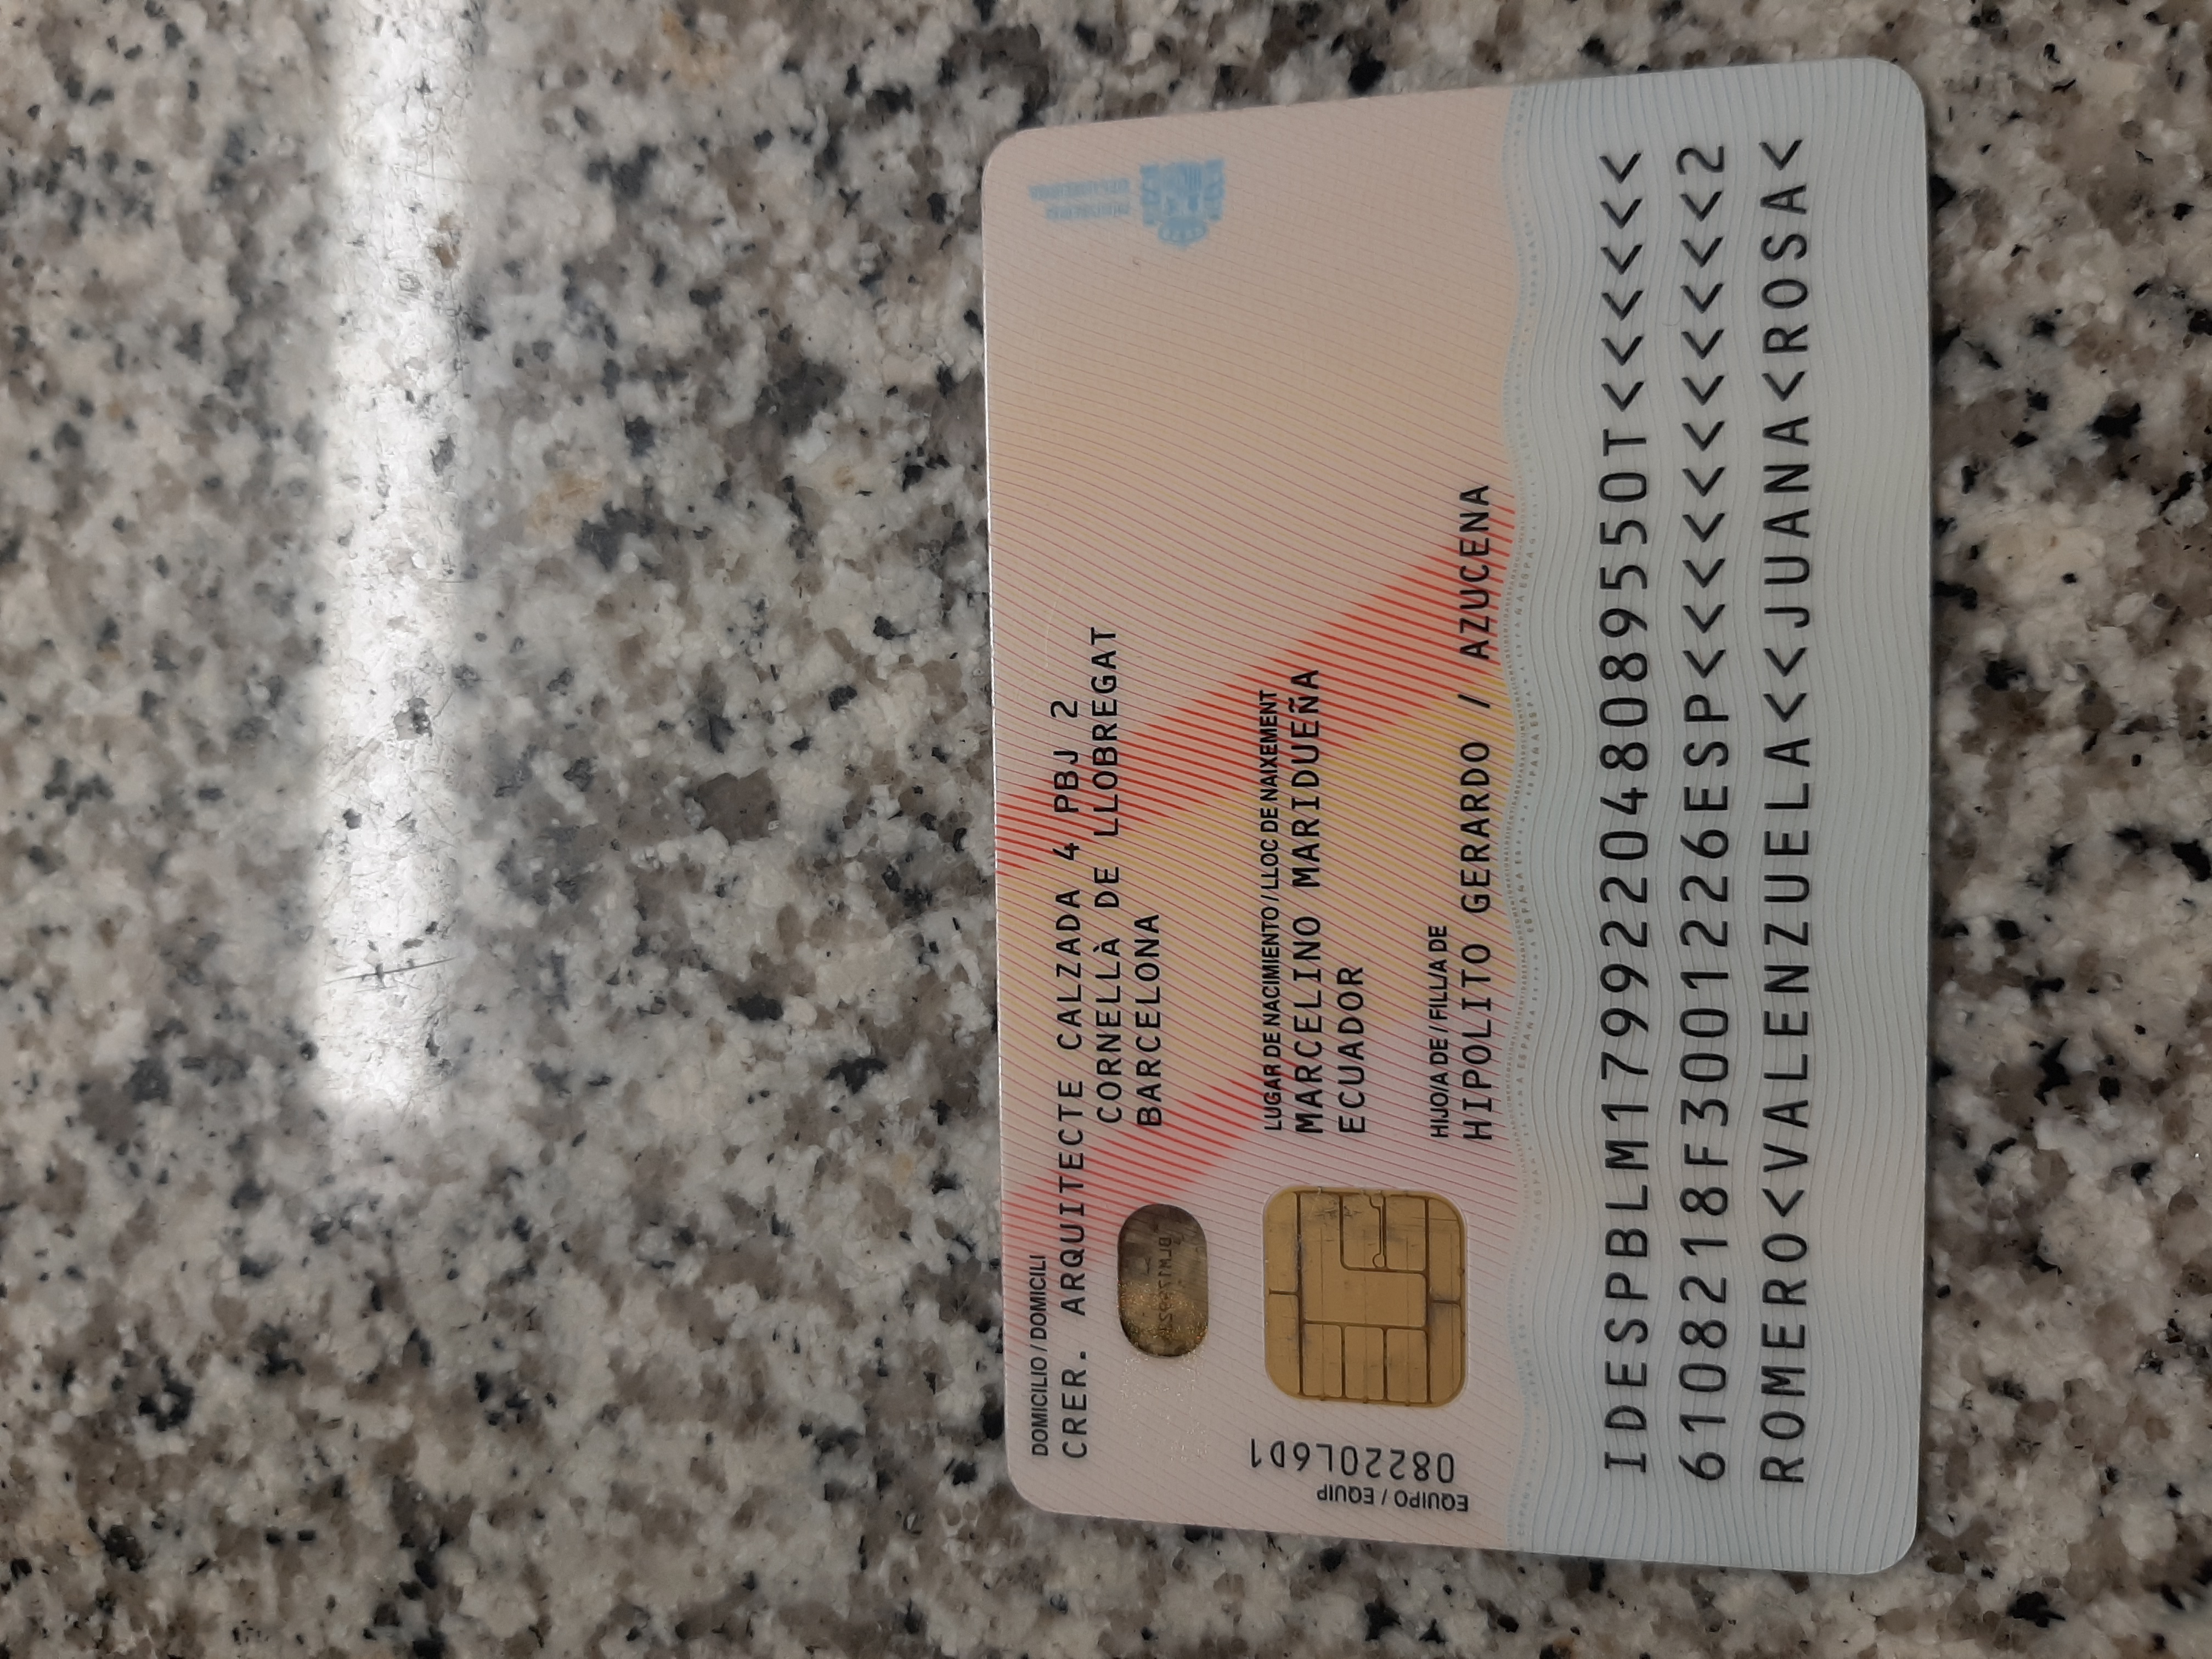 DOMICILIO / DOMICILI
CRER. ARQUITECTE CALZADA 4 PBJ 2
CORNELLÀ DE LLOBREGAT
BARCELONA
LUGAR DE NACIMIENTO / LLOC DE NAIXEMENT
MARCELINO MARIDUEÑA
ECUADOR
HIJO/A DE / FILL/A DE
HIPOLITO GERARDO / AZUCENA
EQUIPO / EQUIP
08220L6D1
IDESPBLM179922048089550T<<<<<<
6108218F3001226ESP<<<<<<<<<<<2
ROMERO<VALENZUELA<<JUANA<ROSA<